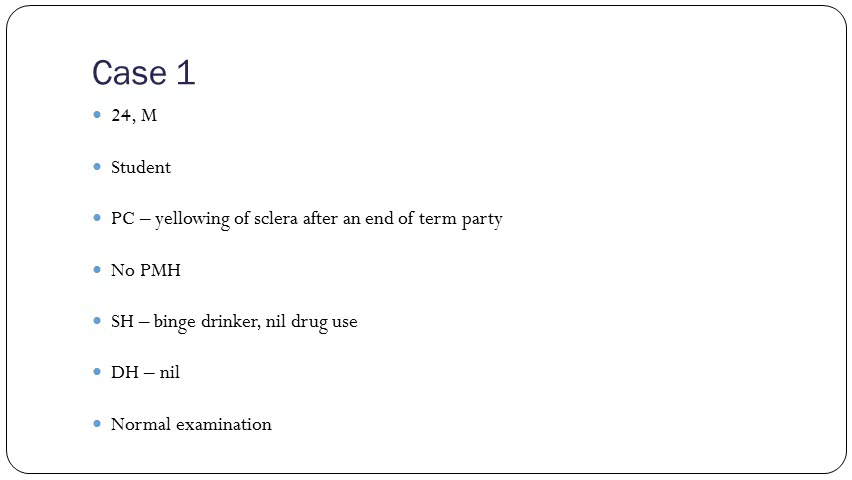 Case 1
• 24, M
• Student
• PC – yellowing of sclera after an end of term party
• No PMH
• SH – binge drinker, nil drug use
• DH – nil
• Normal examination